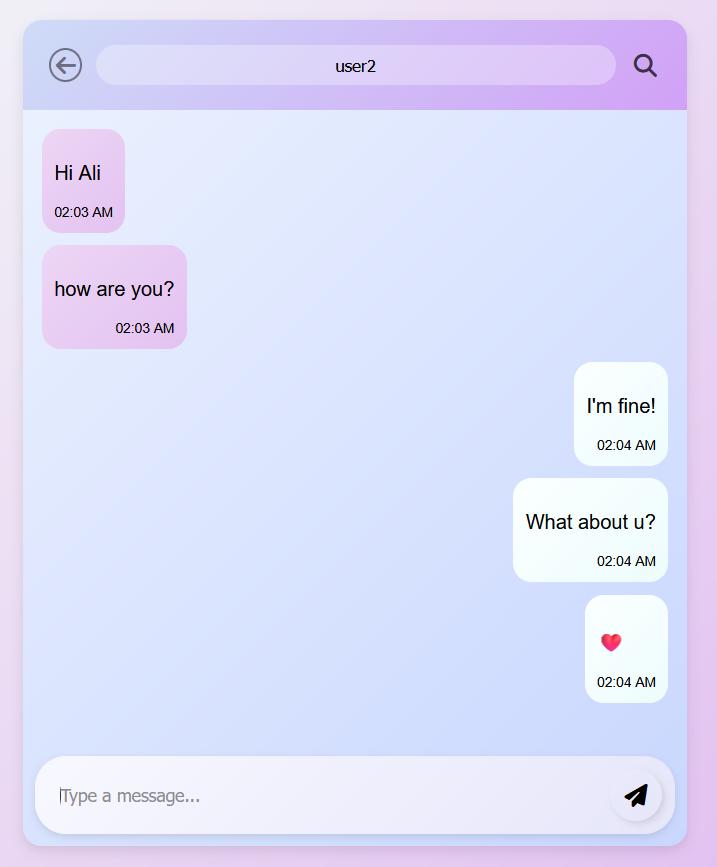 user2
Hi Ali
02:03 AM
how are you?
02:03 AM
I'm fine!
02:04 AM
What about u?
02:04 AM
💗
02:04 AM
Type a message...